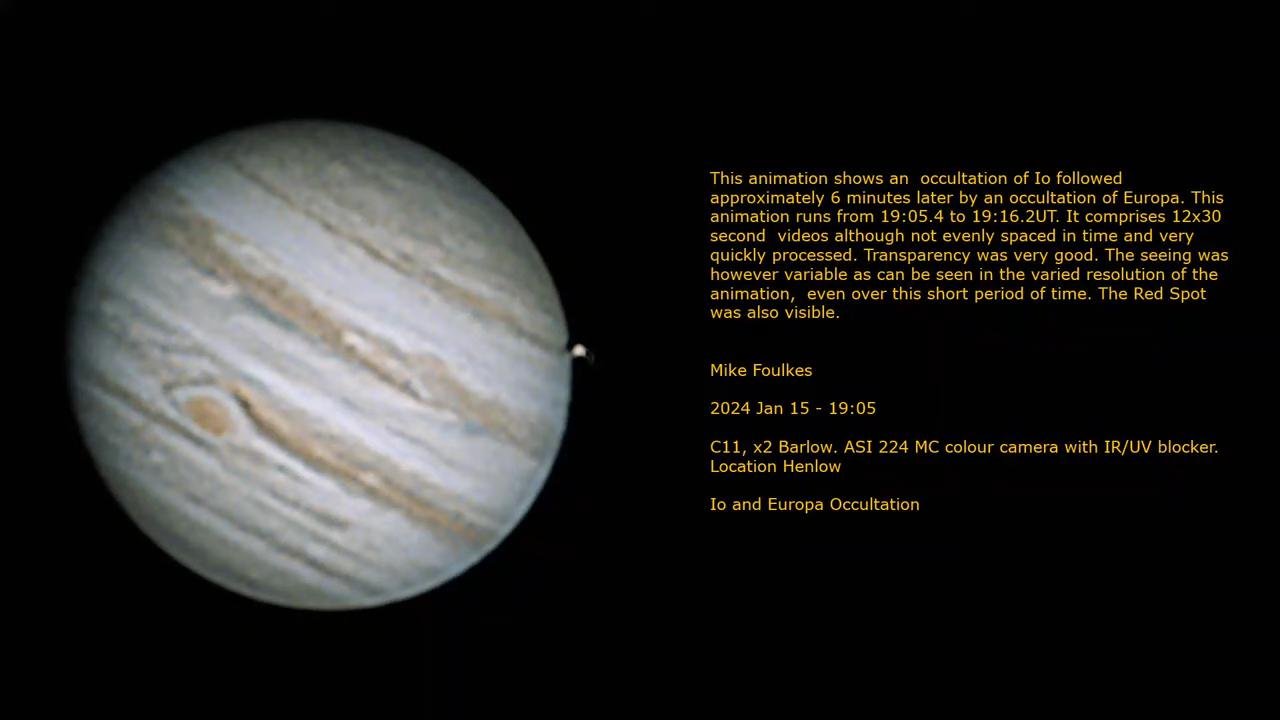 This animation shows an  occultation of Io followed
approximately 6 minutes later by an occultation of Europa. This
animation runs from 19:05.4 to 19:16.2UT. It comprises 12x30
second  videos although not evenly spaced in time and very
quickly processed. Transparency was very good. The seeing was
however variable as can be seen in the varied resolution of the
animation,  even over this short period of time. The Red Spot
was also visible.
Mike Foulkes
2024 Jan 15 - 19:05
C11, x2 Barlow. ASI 224 MC colour camera with IR/UV blocker.
Location Henlow
Io and Europa Occultation